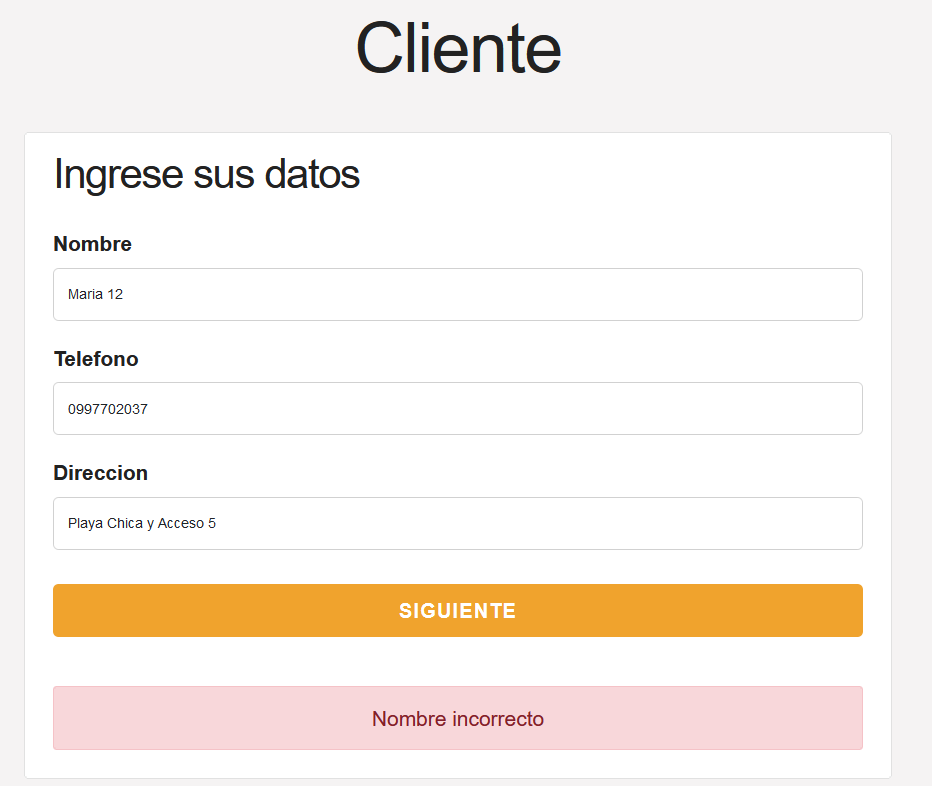 Cliente
Ingrese sus datos
Nombre
Maria 12
Telefono
0997702037
Direccion
Playa Chica y Acceso 5
SIGUIENTE
Nombre incorrecto